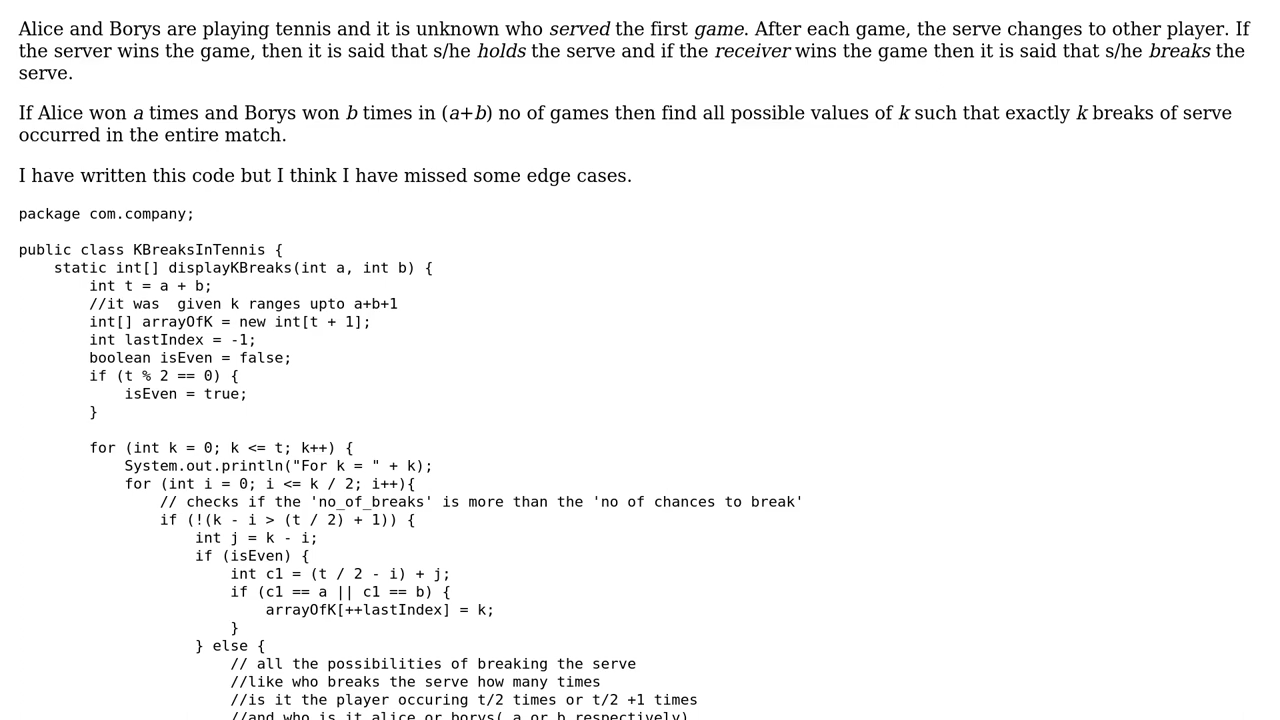 Alice and Borys are playing tennis and it is unknown who served the first game. After each game, the serve changes to other player. If
the server wins the game, then it is said that s/he holds the serve and if the receiver wins the game then it is said that s/he breaks the
serve.
If Alice won a times and Borys won b times in (a+b) no of games then find all possible values of k such that exactly k breaks of serve
occurred in the entire match.
I have written this code but I think I have missed some edge cases.
package com.company;
public class KBreaksInTennis {
    static int[] displayKBreaks(int a, int b) {
        int t = a + b;
        //it was  given k ranges upto a+b+1
        int[] arrayOfK = new int[t + 1];
        int lastIndex = -1;
        boolean isEven = false;
        if (t % 2 == 0) {
            isEven = true;
        }
        for (int k = 0; k <= t; k++) {
            System.out.println("For k = " + k);
            for (int i = 0; i <= k / 2; i++){
                // checks if the 'no_of_breaks' is more than the 'no of chances to break'
                if (!(k - i > (t / 2) + 1)) {
                    int j = k - i;
                    if (isEven) {
                        int c1 = (t / 2 - i) + j;
                        if (c1 == a || c1 == b) {
                            arrayOfK[++lastIndex] = k;
                        }
                    } else {
                        // all the possibilities of breaking the serve
                        //like who breaks the serve how many times
                        //is it the player occuring t/2 times or t/2 +1 times
                        //and who is it alice or borys( a or b respectively)